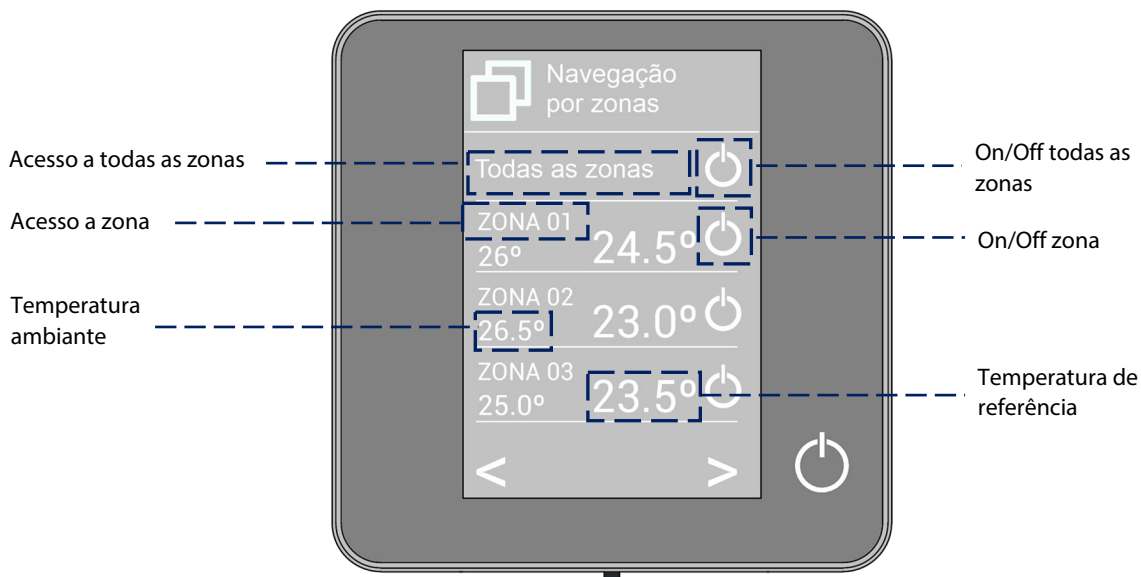 Navegação
por zonas
Acesso a todas as zonas
Todas as zonas
On/Off todas as
zonas
Acesso a zona
ZONA 01
26º
24.5º
On/Off zona
Temperatura
ambiante
ZONA 02
26.5º
23.0º
ZONA 03
25.0º
23.5º
Temperatura de
referência
< >